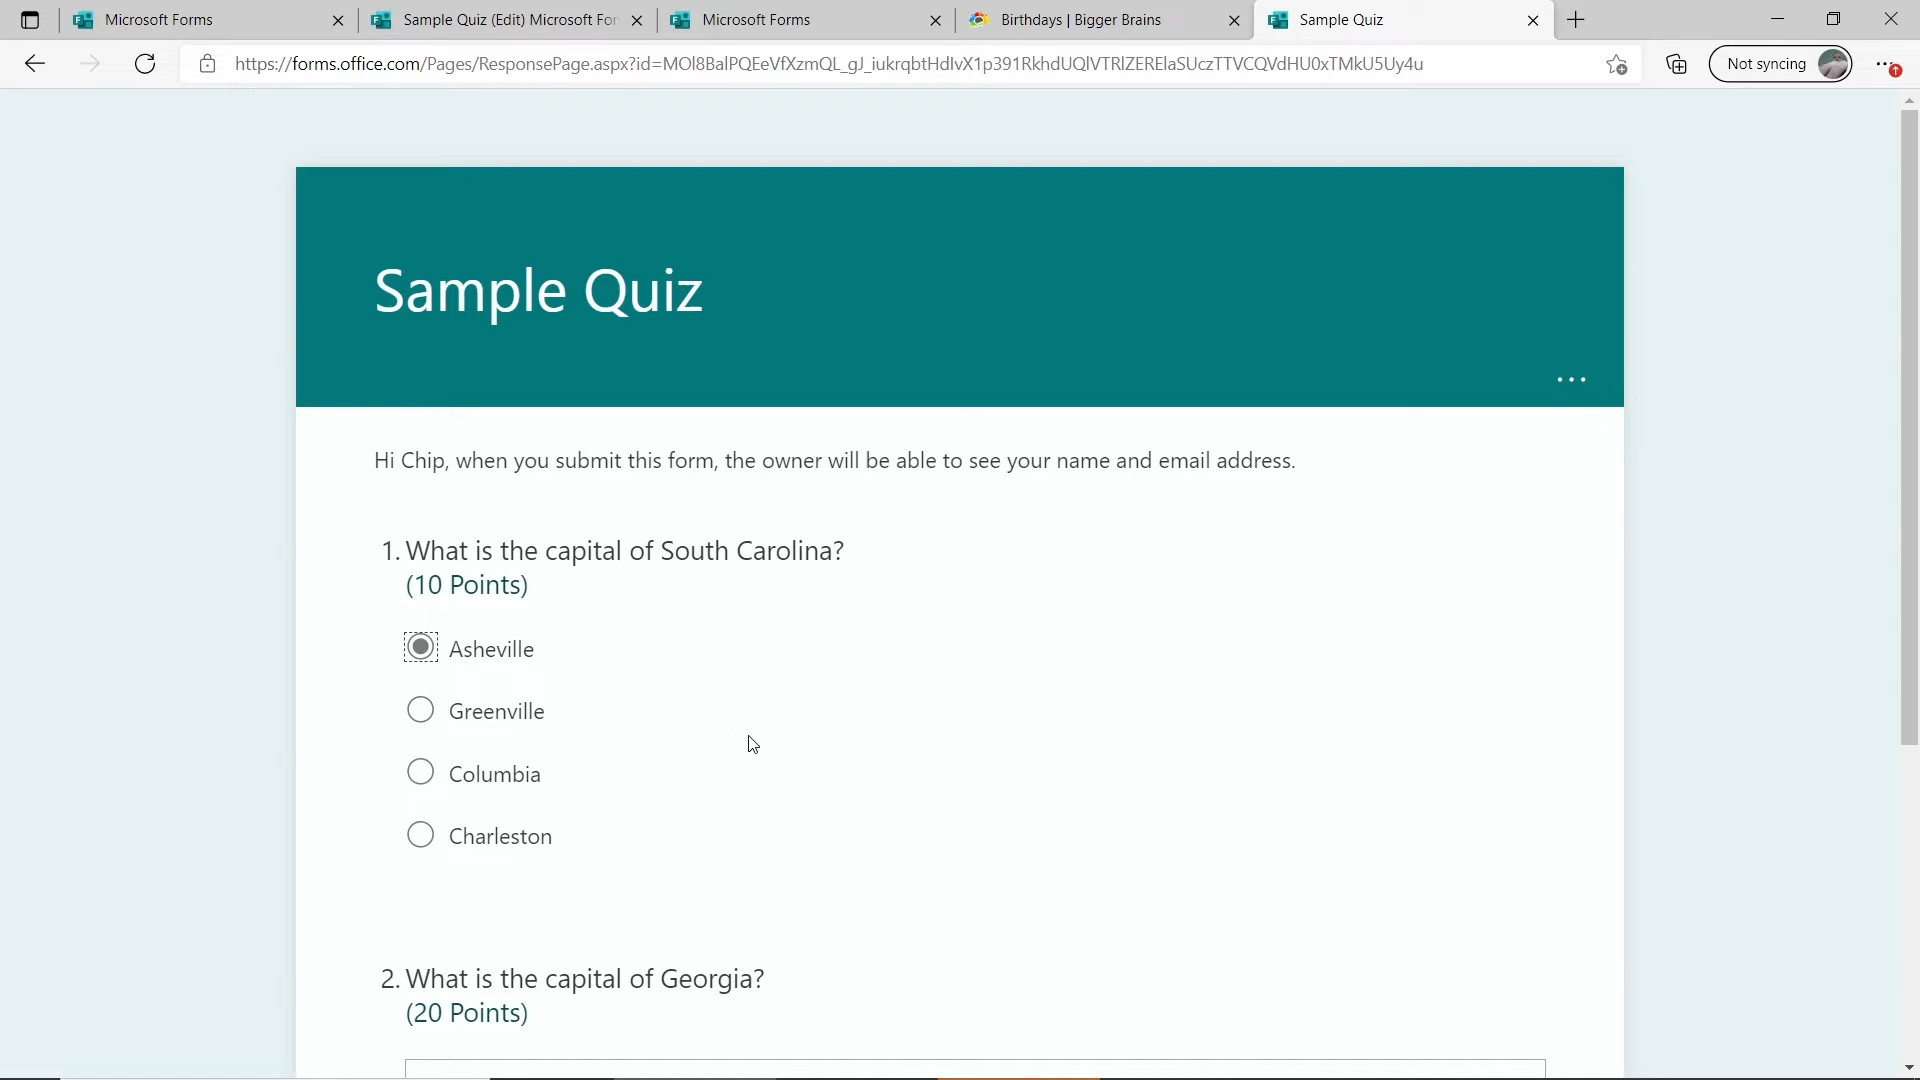 Microsoft Forms
Sample Quiz (Edit) Microsoft For
Microsoft Forms
Birthdays | Bigger Brains
Sample Quiz
https://forms.office.com/Pages/ResponsePage.aspx?id=MOl8BalPQEeVfXzmQL_gJ_iukrqbtHdIvX1p391RkhdUQlVTRlZERElaSUczTTVCQVdHU0xTMkU5Uy4u
Not syncing
Sample Quiz
Hi Chip, when you submit this form, the owner will be able to see your name and email address.
1. What is the capital of South Carolina?
(10 Points)
Asheville
Greenville
Columbia
Charleston
2. What is the capital of Georgia?
(20 Points)